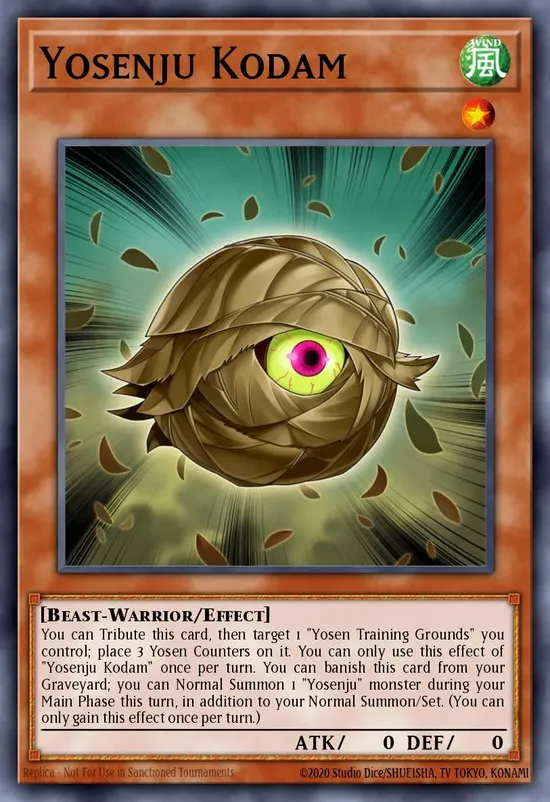 Yosenju Kodam
WIND
風
[Beast-Warrior/Effect]
You can Tribute this card, then target 1 "Yosen Training Grounds" you
control; place 3 Yosen Counters on it. You can only use this effect of
"Yosenju Kodam" once per turn. You can banish this card from your
Graveyard; you can Normal Summon 1 "Yosenju" monster during your
Main Phase this turn, in addition to your Normal Summon/Set. (You can
only gain this effect once per turn.)
ATK/ 0 DEF/ 0
Replica - Not For Use in Sanctioned Tournaments
©2020 Studio Dice/SHUEISHA, TV TOKYO, KONAMI